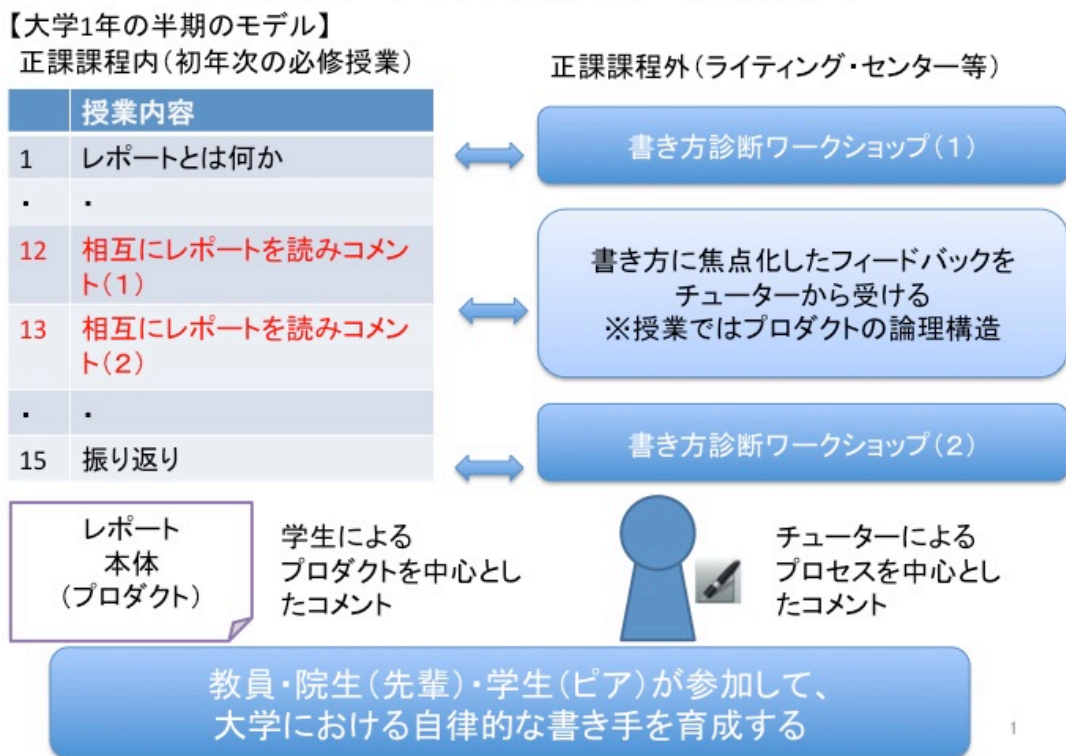 【大学1年の半期のモデル】
正課課程内(初年次の必修授業)
正課課程外(ライティング・センター等)
授業内容
1 レポートとは何か
・ ・
12 相互にレポートを読みコメン
ト(1)
13 相互にレポートを読みコメン
ト(2)
・ ・
15 振り返り
書き方診断ワークショップ(1)
書き方に焦点化したフィードバックを
チューターから受ける
※授業ではプロダクトの論理構造
書き方診断ワークショップ(2)
レポート
本体
(プロダクト)
学生による
プロダクトを中心とし
たコメント
チューターによる
プロセスを中心とし
たコメント
教員・院生(先輩)・学生(ピア)が参加して、
大学における自律的な書き手を育成する
1